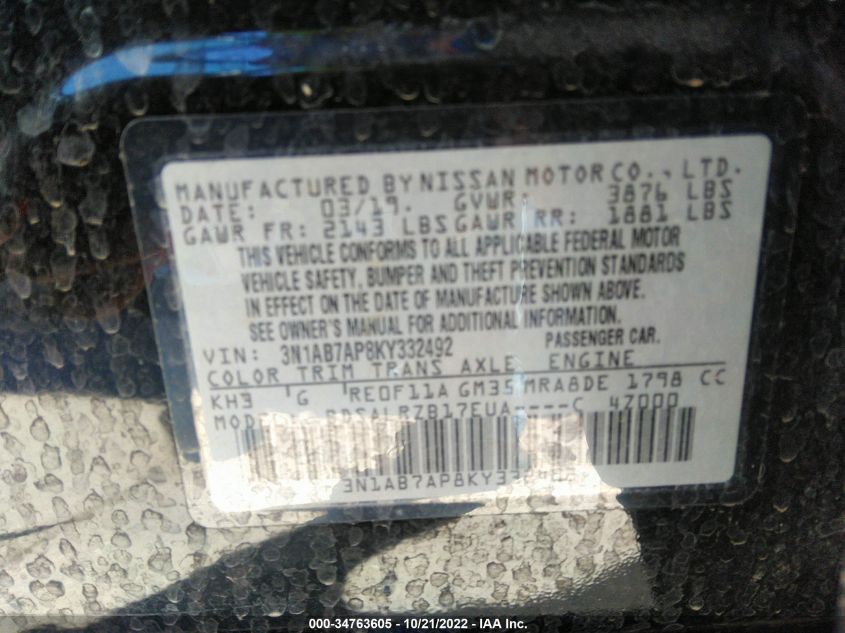 MANUFACTURED BY NISSAN MOTOR CO., LTD.
DATE: 03/19. GVWR: 3876 LBS
GAWR FR: 2143 LBS GAWR RR: 1881 LBS
THIS VEHICLE CONFORMS TO ALL APPLICABLE FEDERAL MOTOR
VEHICLE SAFETY, BUMPER AND THEFT PREVENTION STANDARDS
IN EFFECT ON THE DATE OF MANUFACTURE SHOWN ABOVE.
SEE OWNER'S MANUAL FOR ADDITIONAL INFORMATION.
VIN: 3N1AB7AP8KY332492 PASSENGER CAR.
COLOR TRIM TRANS AXLE ENGINE
KH3 G RE0F11A GM35 MRA8DE 1798 CC
MODEL BDSALRZB17EUA----C 4Z000
000-34763605 - 10/21/2022 - IAA Inc.